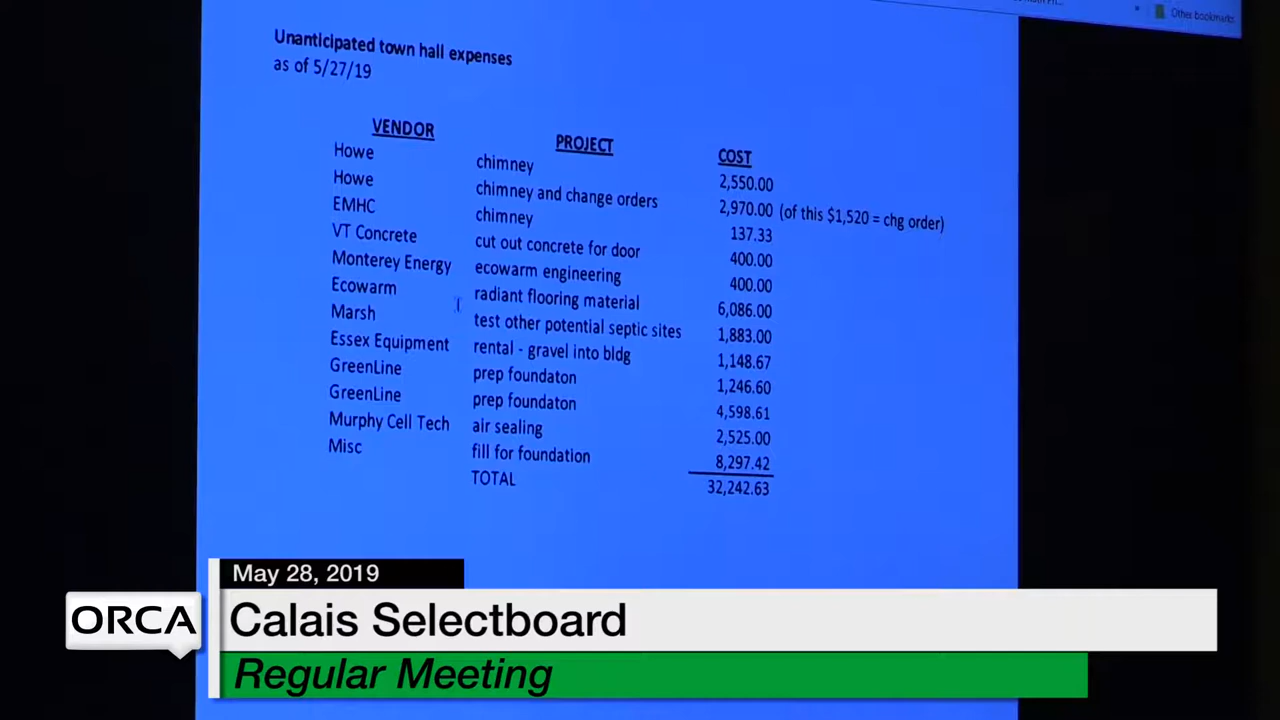 Other bookmarks
Unanticipated town hall expenses
as of 5/27/19
VENDOR PROJECT COST
Howe chimney 2,550.00
Howe chimney and change orders 2,970.00 (of this $1,520 = chg order)
EMHC chimney 137.33
VT Concrete cut out concrete for door 400.00
Monterey Energy ecowarm engineering 400.00
Ecowarm radiant flooring material 6,086.00
Marsh test other potential septic sites 1,883.00
Essex Equipment rental - gravel into bldg 1,148.67
GreenLine prep foundaton 1,246.60
GreenLine prep foundaton 4,598.61
Murphy Cell Tech air sealing 2,525.00
Misc fill for foundation 8,297.42
TOTAL 32,242.63
May 28, 2019
ORCA Calais Selectboard
Regular Meeting